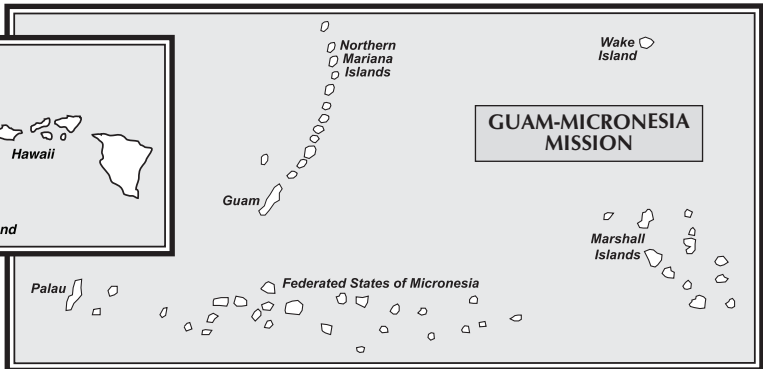 Northern
Mariana
Islands
Wake
Island
GUAM-MICRONESIA
MISSION
Hawaii
Guam
nd
Marshall
Islands
Palau
Federated States of Micronesia